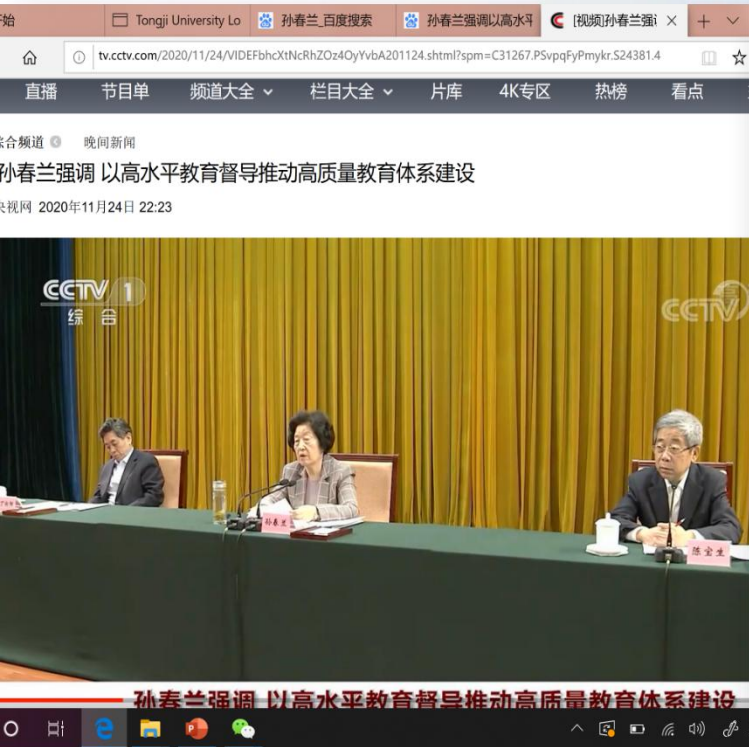 始
Tongji University Lo
孙春兰_百度搜索
孙春兰强调以高水平
[视频]孙春兰强
tv.cctv.com/2020/11/24/VIDEFbhcXtNcRhZOz4OyYvbA201124.shtml?spm=C31267.PSvpqFyPmykr.S24381.4
直播 节目单 频道大全 栏目大全 片库 4K专区 热榜 看点
综合频道 晚间新闻
孙春兰强调 以高水平教育督导推动高质量教育体系建设
央视网 2020年11月24日 22:23
CCTV 1
综合
CCTV
孙春兰
陈宝生
孙春兰强调 以高水平教育督导推动高质量教育体系建设